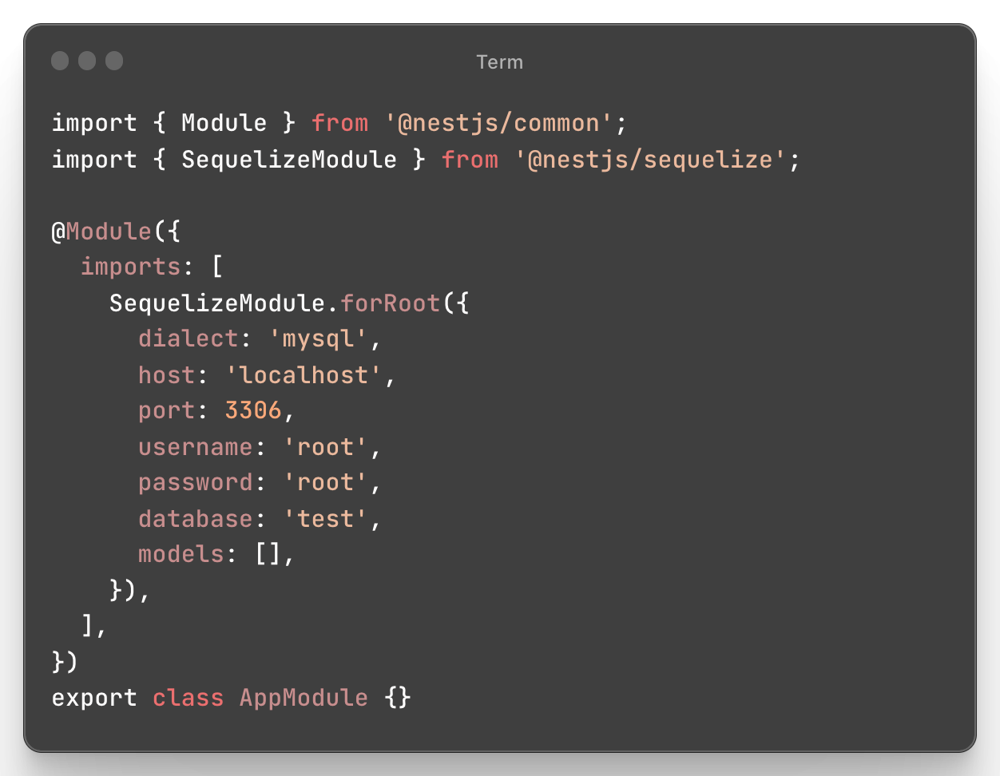 Term
import { Module } from '@nestjs/common';
import { SequelizeModule } from '@nestjs/sequelize';

@Module({
  imports: [
    SequelizeModule.forRoot({
      dialect: 'mysql',
      host: 'localhost',
      port: 3306,
      username: 'root',
      password: 'root',
      database: 'test',
      models: [],
    }),
  ],
})
export class AppModule {}